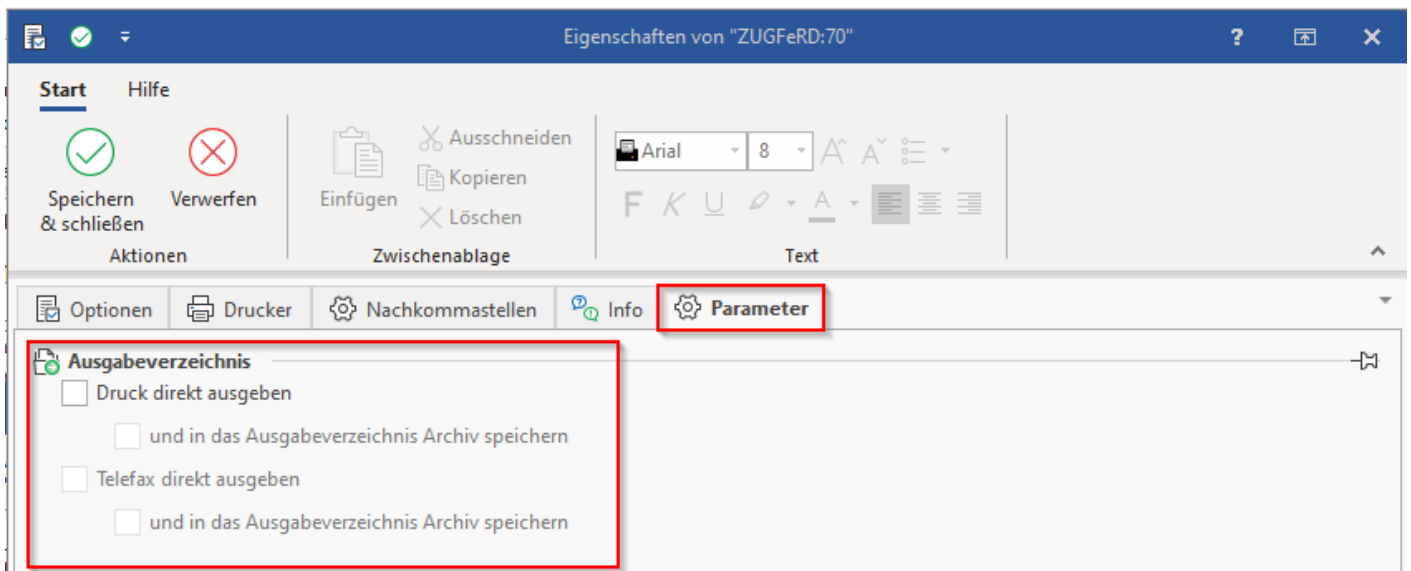 Eigenschaften von "ZUGFeRD:70"
?
Start Hilfe
Speichern & schließen
Verwerfen
Aktionen
Einfügen
Ausschneiden
Kopieren
Löschen
Zwischenablage
Arial 8
F K U A
Text
Optionen Drucker Nachkommastellen Info Parameter
Ausgabeverzeichnis
Druck direkt ausgeben
und in das Ausgabeverzeichnis Archiv speichern
Telefax direkt ausgeben
und in das Ausgabeverzeichnis Archiv speichern